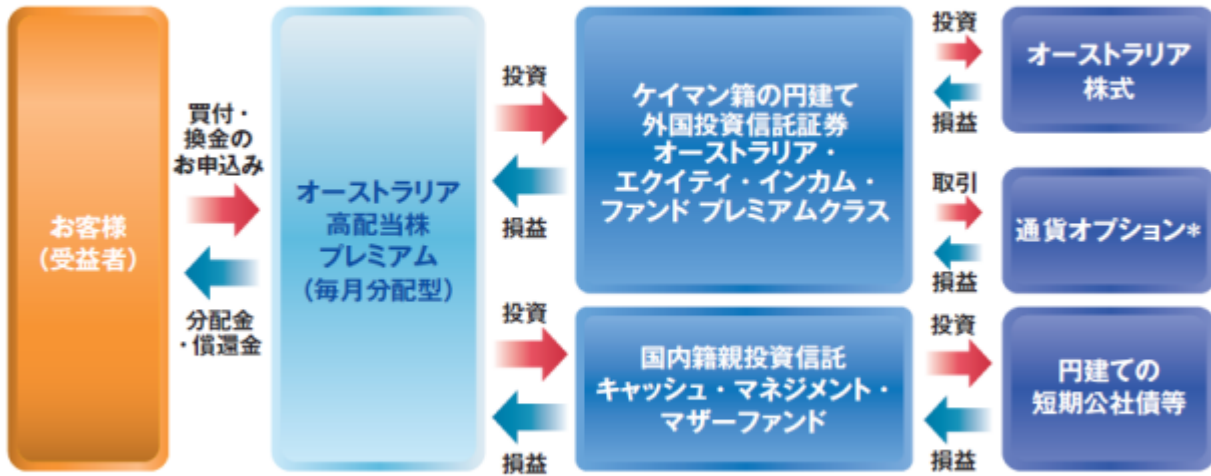 お客様
（受益者）
買付・
換金の
お申込み
分配金
・償還金
オーストラリア
高配当株
プレミアム
（毎月分配型）
投資
損益
投資
損益
ケイマン籍の円建て
外国投資信託証券
オーストラリア・
エクイティ・インカム・
ファンド プレミアムクラス
国内籍親投資信託
キャッシュ・マネジメント・
マザーファンド
投資
損益
取引
損益
投資
損益
オーストラリア
株式
通貨オプション*
円建ての
短期公社債等